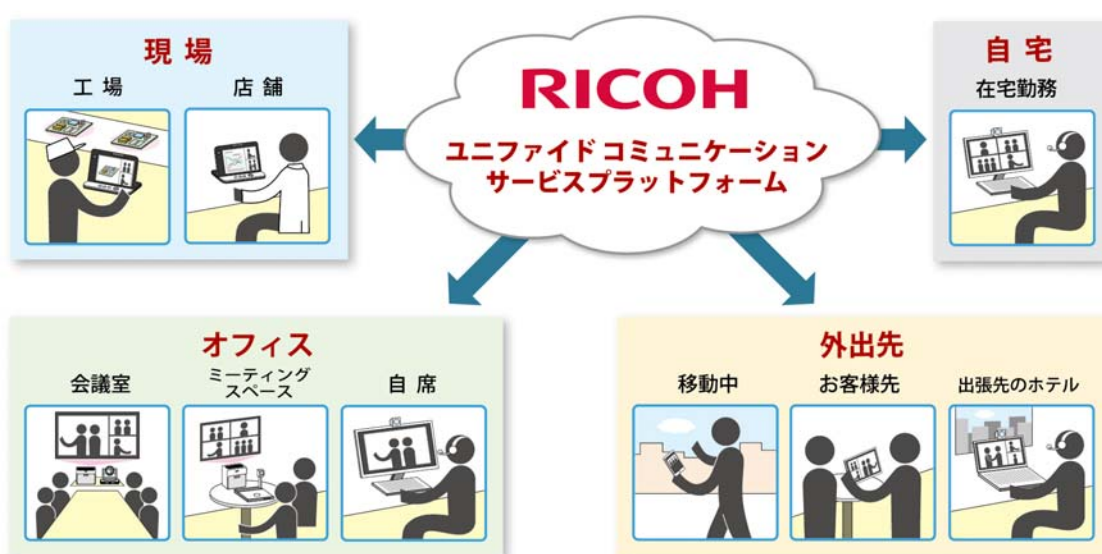 現場
工場
店舗
RICOH
ユニファイド コミュニケーション
サービスプラットフォーム
自宅
在宅勤務
オフィス
会議室
ミーティング
スペース
自席
外出先
移動中
お客様先
出張先のホテル